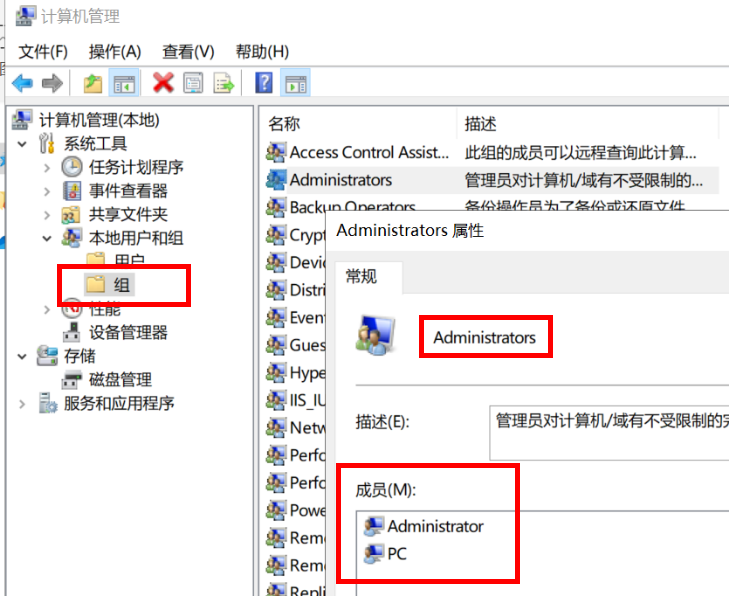 计算机管理
文件(F) 操作(A) 查看(V) 帮助(H)
计算机管理(本地)
系统工具
任务计划程序
事件查看器
共享文件夹
本地用户和组
用户
组
性能
设备管理器
存储
磁盘管理
服务和应用程序
名称 描述
Access Control Assist... 此组的成员可以远程查询此计算...
Administrators 管理员对计算机/域有不受限制的...
Backup Operators 备份操作员为了备份或还原文件
Crypt
Devic
Distri
Event
Gues
Hype
IIS_IU
Netw
Perfo
Perfo
Powe
Remo
Remo
Repli
Administrators 属性
常规
Administrators
描述(E): 管理员对计算机/域有不受限制的完
成员(M):
Administrator
PC